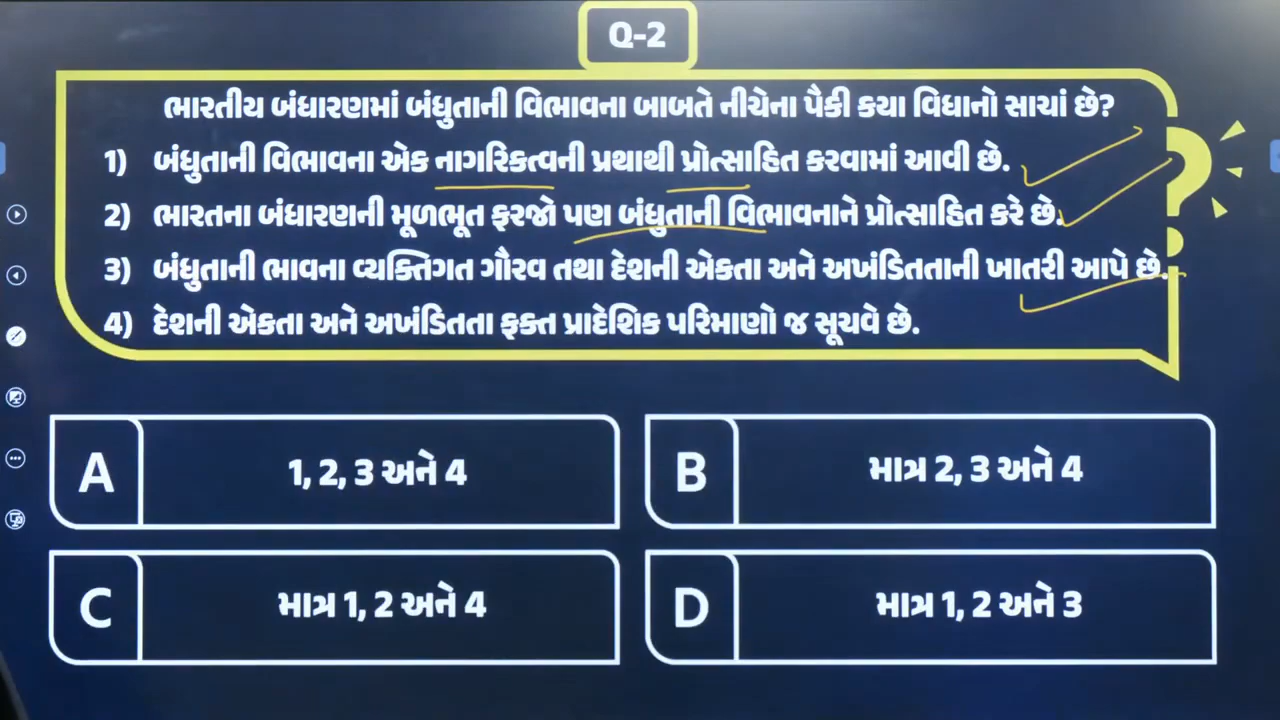 Q-2
ભારતીય બંધારણમાં બંધુતાની વિભાવના બાબતે નીચેના પૈકી કયા વિધાનો સાચાં છે?
1) બંધુતાની વિભાવના એક નાગરિકત્વની પ્રથાથી પ્રોત્સાહિત કરવામાં આવી છે.
2) ભારતના બંધારણની મૂળભૂત ફરજો પણ બંધુતાની વિભાવનાને પ્રોત્સાહિત કરે છે.
3) બંધુતાની ભાવના વ્યક્તિગત ગૌરવ તથા દેશની એકતા અને અખંડિતતાની ખાતરી આપે છે.
4) દેશની એકતા અને અખંડિતતા ફક્ત પ્રાદેશિક પરિમાણો જ સૂચવે છે.
A 1, 2, 3 અને 4
B માત્ર 2, 3 અને 4
C માત્ર 1, 2 અને 4
D માત્ર 1, 2 અને 3